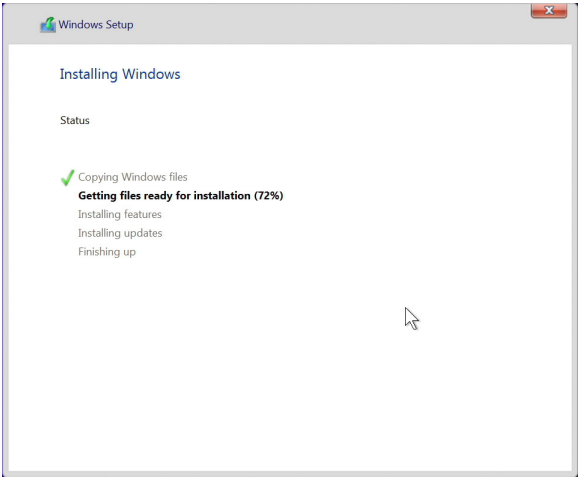 Windows Setup
Installing Windows
Status
Copying Windows files
Getting files ready for installation (72%)
Installing features
Installing updates
Finishing up